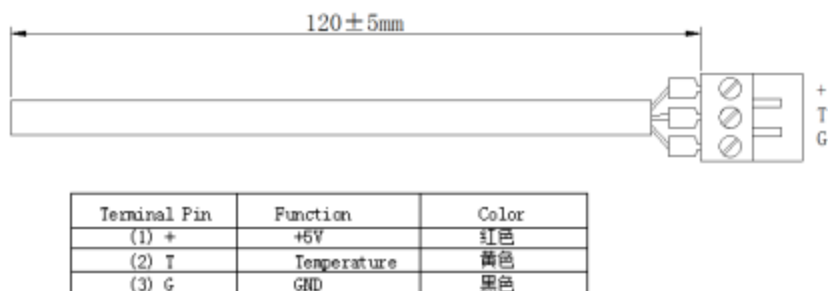 120±5mm
+
T
G
Terminal Pin Function Color
(1) + +5V 红色
(2) T Temperature 黄色
(3) G GND 黑色